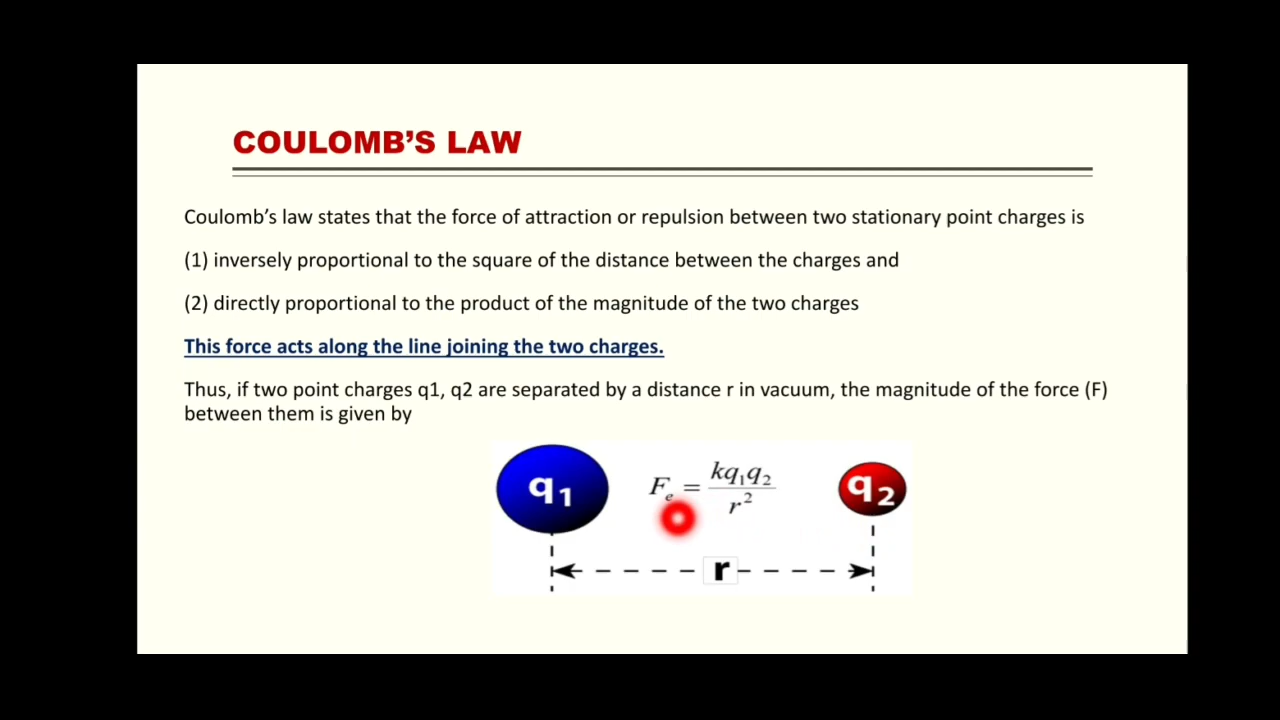 COULOMB’S LAW
Coulomb’s law states that the force of attraction or repulsion between two stationary point charges is
(1) inversely proportional to the square of the distance between the charges and
(2) directly proportional to the product of the magnitude of the two charges
This force acts along the line joining the two charges.
Thus, if two point charges q1, q2 are separated by a distance r in vacuum, the magnitude of the force (F)
between them is given by
q₁ Fₑ = kq₁q₂ / r² q₂
r